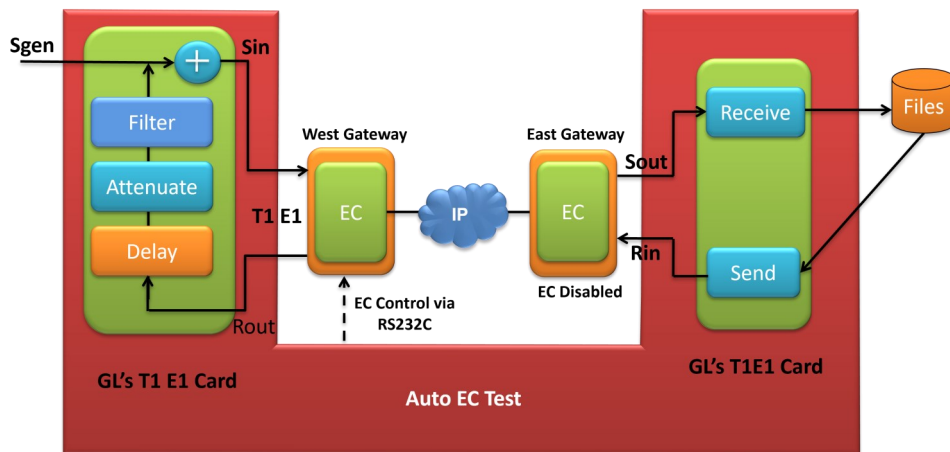 Sgen
Sin
Filter
Attenuate
Delay
Rout
GL's T1 E1 Card
T1 E1
West Gateway
EC
EC Control via
RS232C
IP
East Gateway
EC
EC Disabled
Sout
Rin
Receive
Send
Files
GL's T1E1 Card
Auto EC Test